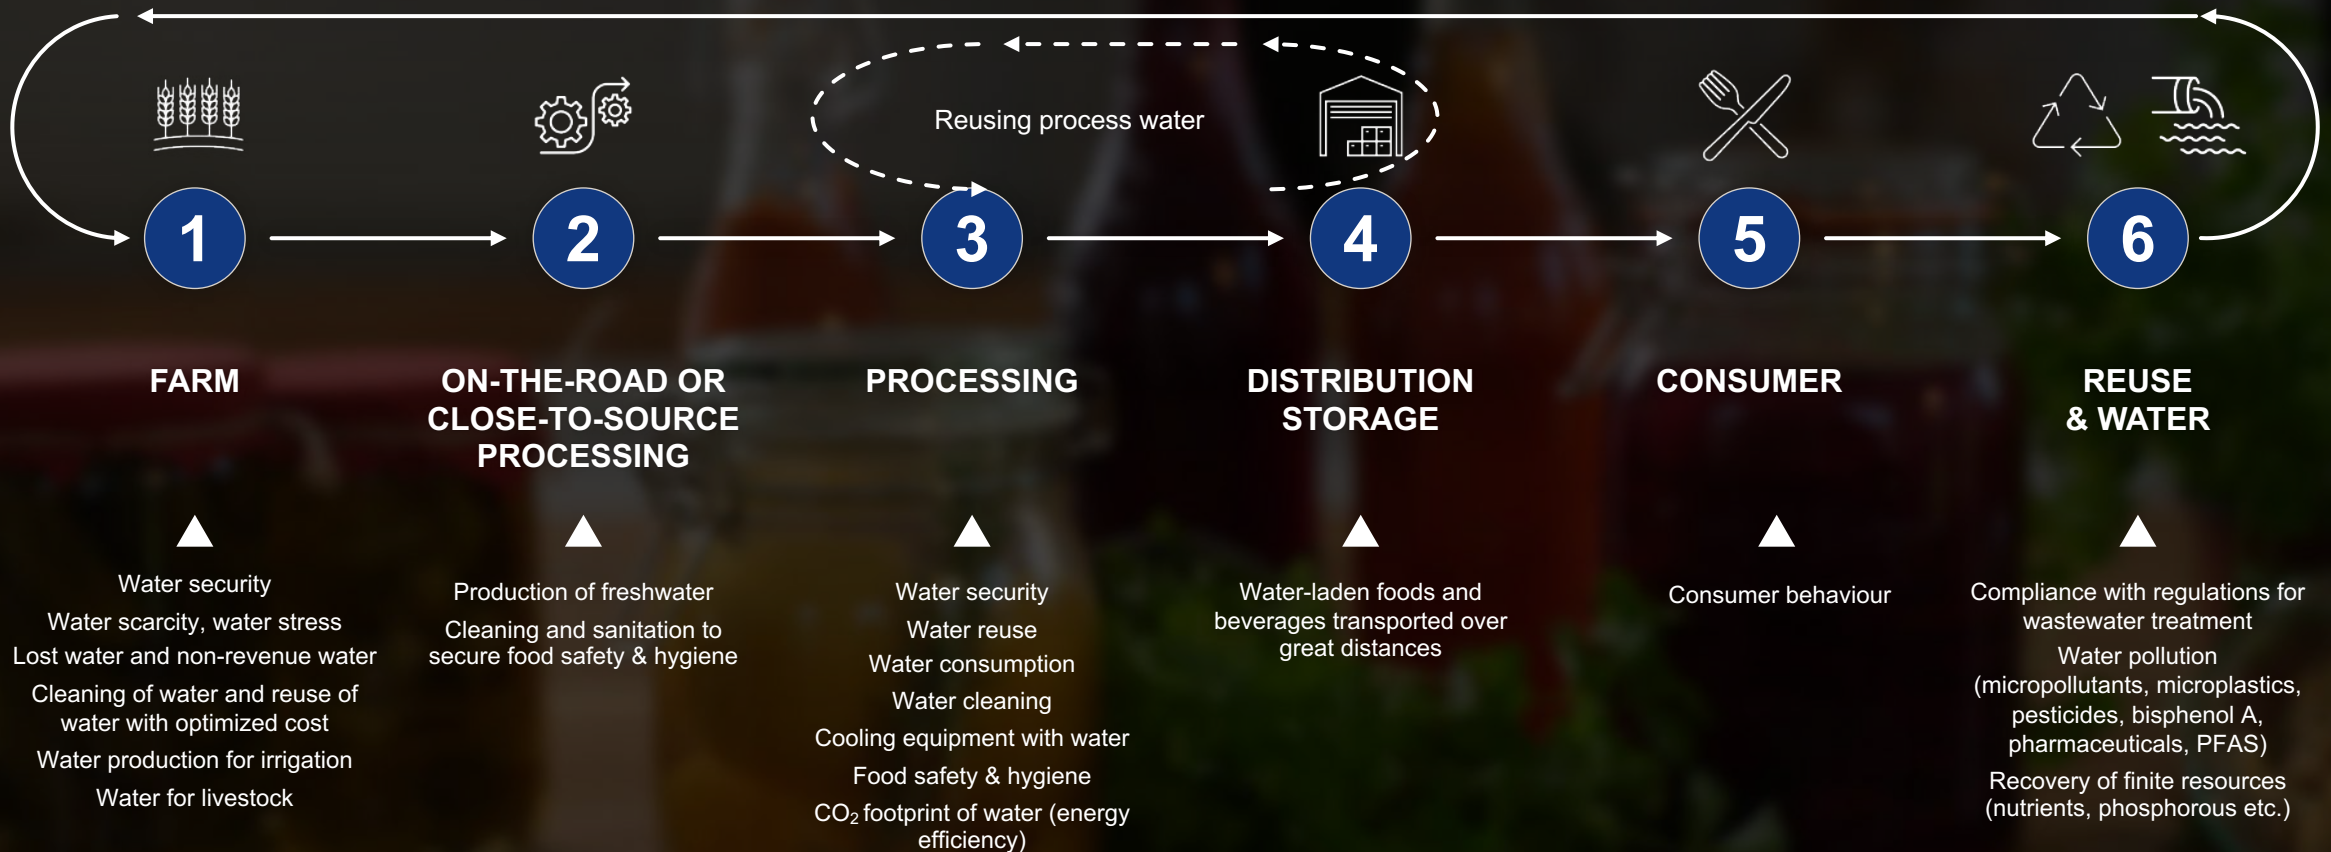 Reusing process water
1
2
3
4
5
6
FARM
ON-THE-ROAD OR
CLOSE-TO-SOURCE
PROCESSING
PROCESSING
DISTRIBUTION
STORAGE
CONSUMER
REUSE
& WATER
Water security
Water scarcity, water stress
Lost water and non-revenue water
Cleaning of water and reuse of
water with optimized cost
Water production for irrigation
Water for livestock
Production of freshwater
Cleaning and sanitation to
secure food safety & hygiene
Water security
Water reuse
Water consumption
Water cleaning
Cooling equipment with water
Food safety & hygiene
CO₂ footprint of water (energy
efficiency)
Water-laden foods and
beverages transported over
great distances
Consumer behaviour
Compliance with regulations for
wastewater treatment
Water pollution
(micropollutants, microplastics,
pesticides, bisphenol A,
pharmaceuticals, PFAS)
Recovery of finite resources
(nutrients, phosphorous etc.)